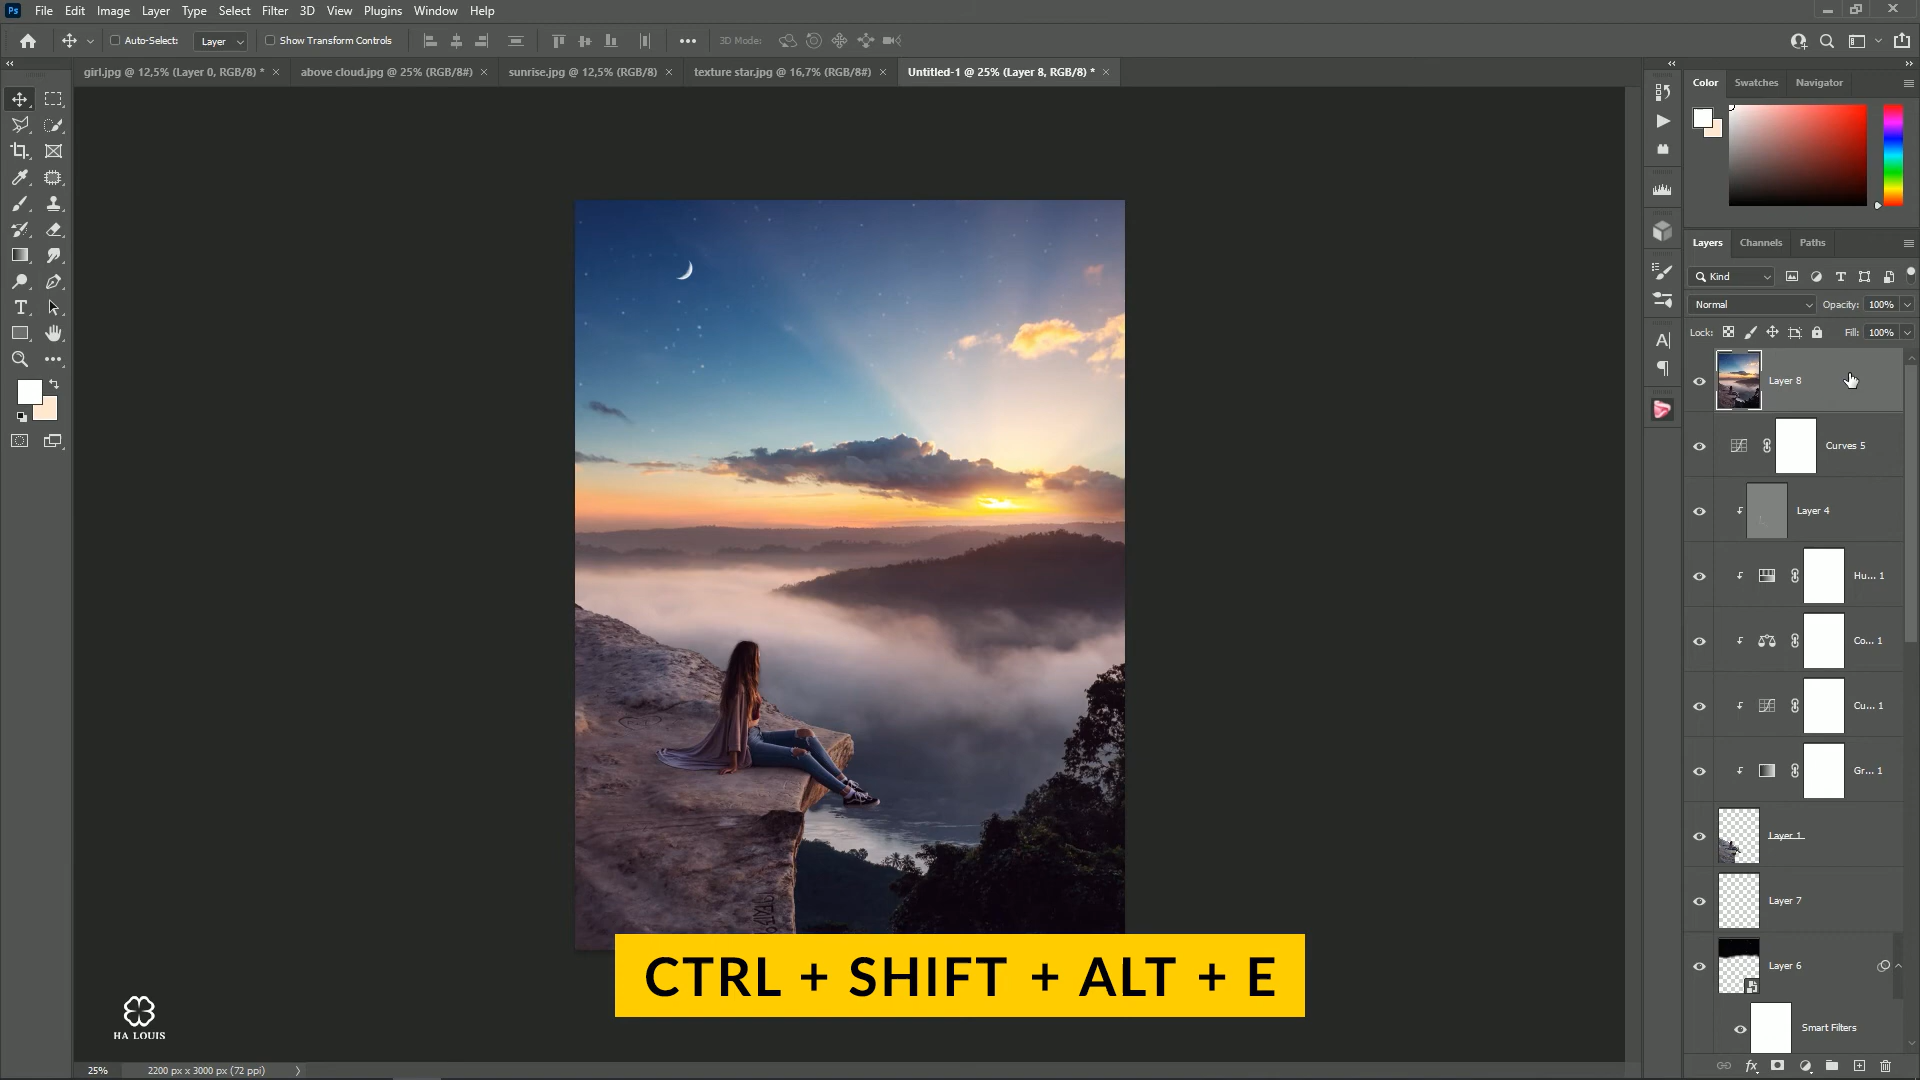 Ps File Edit Image Layer Type Select Filter 3D View Plugins Window Help
Auto-Select: Layer Show Transform Controls 3D Mode:
girl.jpg @ 12,5% (Layer 0, RGB/8) * × above cloud.jpg @ 25% (RGB/8#) × sunrise.jpg @ 12,5% (RGB/8) × texture star.jpg @ 16,7% (RGB/8#) × Untitled-1 @ 25% (Layer 8, RGB/8) * ×
Color Swatches Navigator
Layers Channels Paths
Kind
Normal Opacity: 100%
Lock: Fill: 100%
Layer 8
Curves 5
Layer 4
Hu... 1
Co... 1
Cu... 1
Gr... 1
Layer 1
Layer 7
Layer 6
Smart Filters
CTRL + SHIFT + ALT + E
HA LOUIS
25% 2200 px x 3000 px (72 ppi)